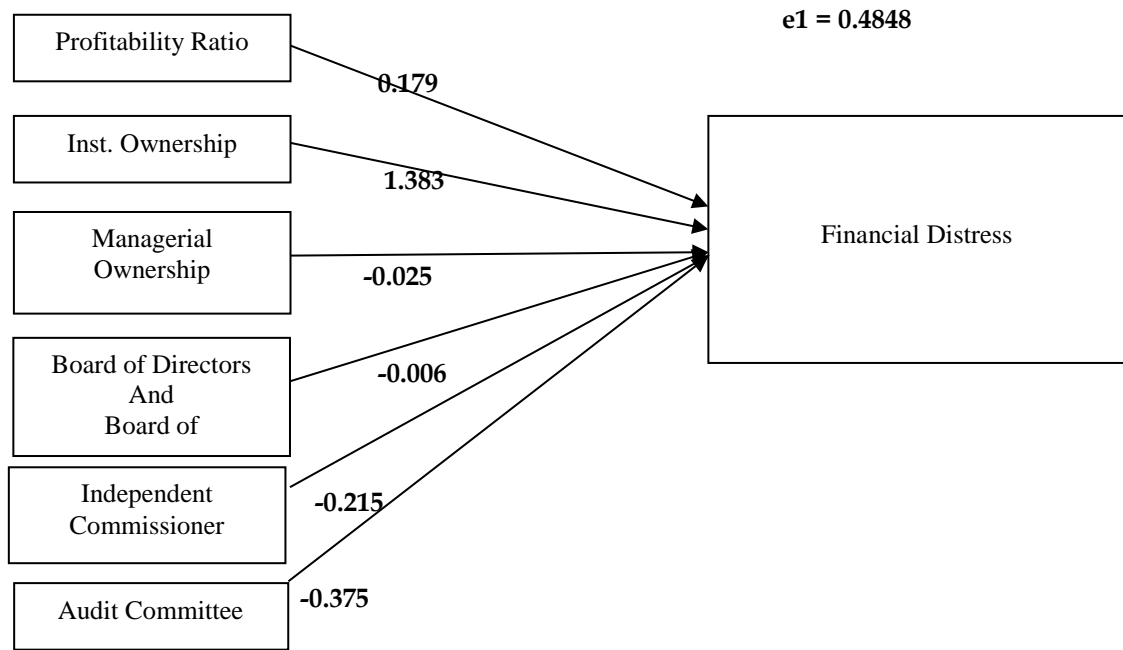 e1 = 0.4848
Profitability Ratio
0.179
Inst. Ownership
1.383
Managerial
Ownership
-0.025
Financial Distress
Board of Directors
And
Board of
-0.006
Independent
Commissioner
-0.215
Audit Committee
-0.375